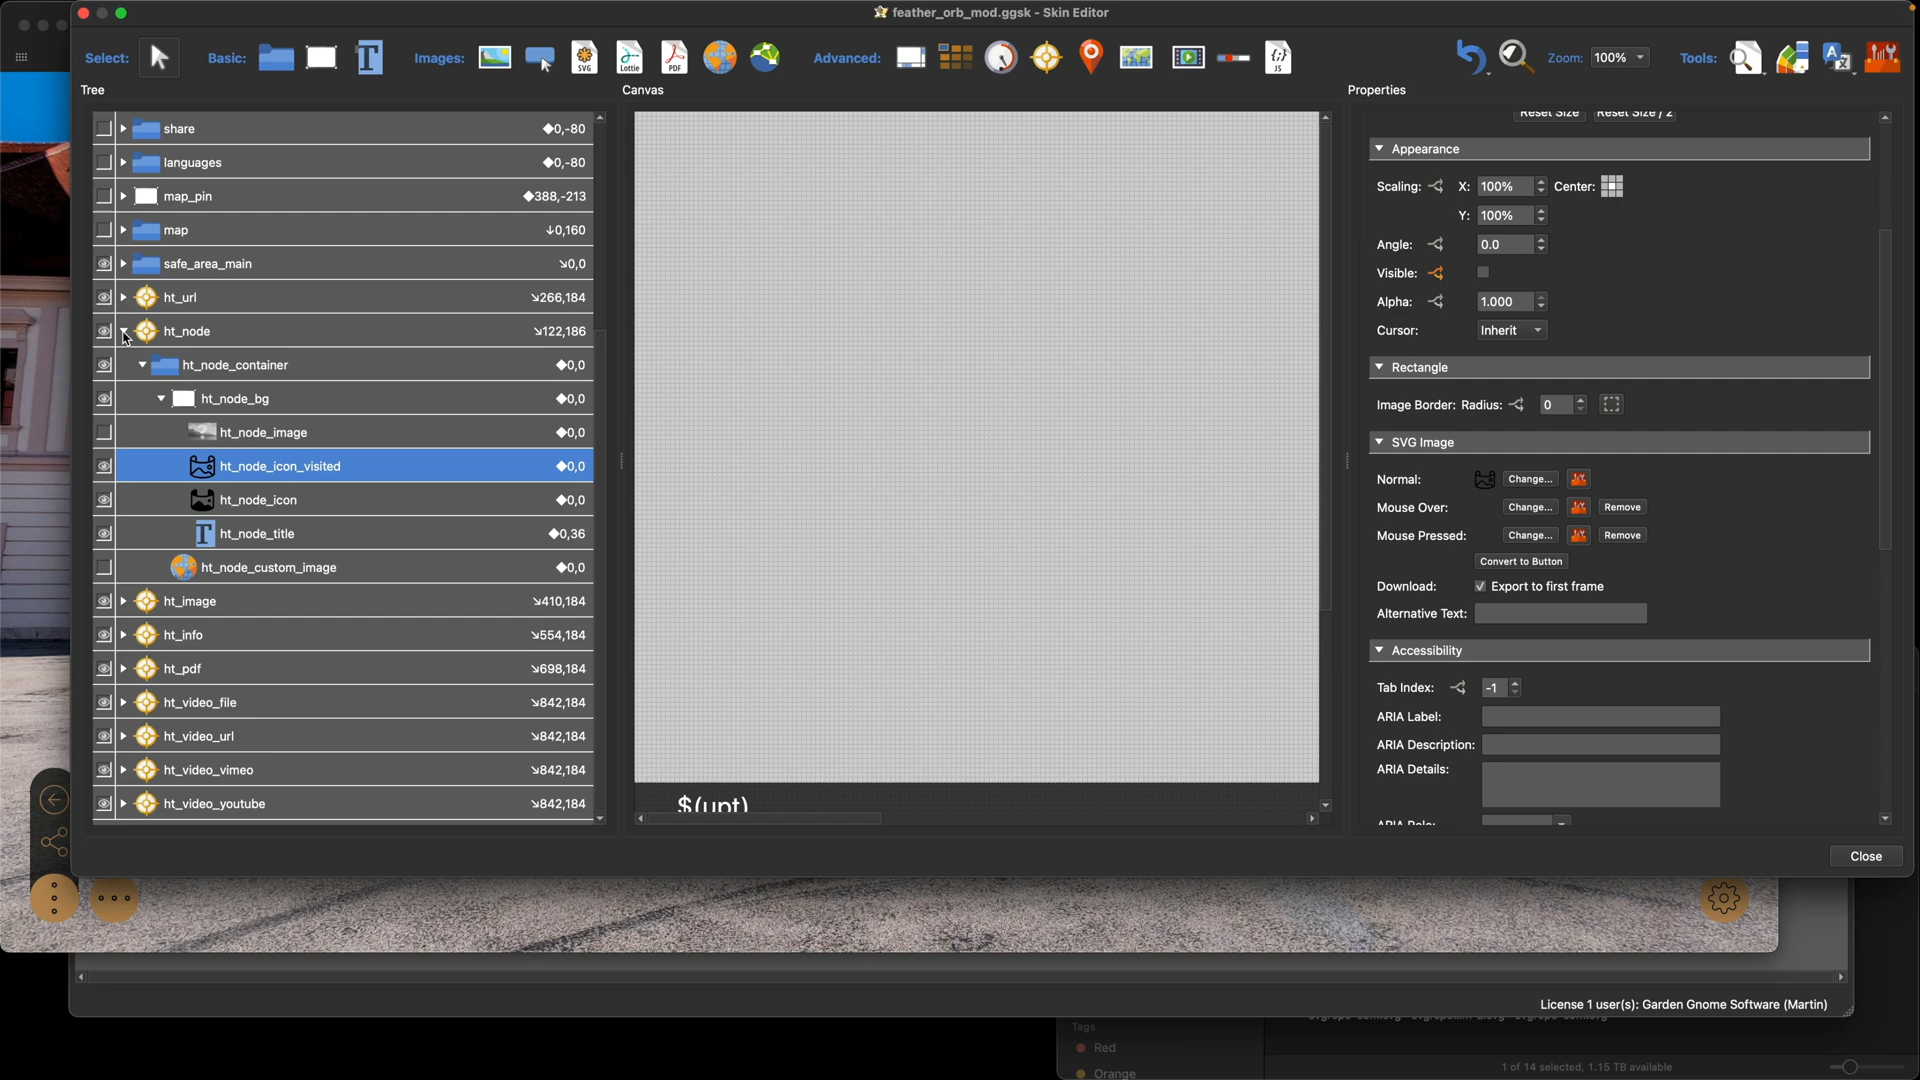 feather_orb_mod.ggsk - Skin Editor
Select: Basic: T Images: SVG Lottie PDF Advanced: JS Zoom: 100% Tools:
Tree Canvas Properties
share 0,-80
languages 0,-80
map_pin 388,-213
map 0,160
safe_area_main 0,0
ht_url 266,184
ht_node 122,186
ht_node_container 0,0
ht_node_bg 0,0
ht_node_image 0,0
ht_node_icon_visited 0,0
ht_node_icon 0,0
ht_node_title 0,36
ht_node_custom_image 0,0
ht_image 410,184
ht_info 554,184
ht_pdf 698,184
ht_video_file 842,184
ht_video_url 842,184
ht_video_vimeo 842,184
ht_video_youtube 842,184
$(upt)
Reset Size Reset Size / 2
Appearance
Scaling: X: 100% Center:
Y: 100%
Angle: 0.0
Visible:
Alpha: 1.000
Cursor: Inherit
Rectangle
Image Border: Radius: 0
SVG Image
Normal: Change...
Mouse Over: Change... Remove
Mouse Pressed: Change... Remove
Convert to Button
Download: Export to first frame
Alternative Text:
Accessibility
Tab Index: -1
ARIA Label:
ARIA Description:
ARIA Details:
ARIA Role:
Close
License 1 user(s): Garden Gnome Software (Martin)
Tags
Red
Orange
1 of 14 selected, 1.15 TB available